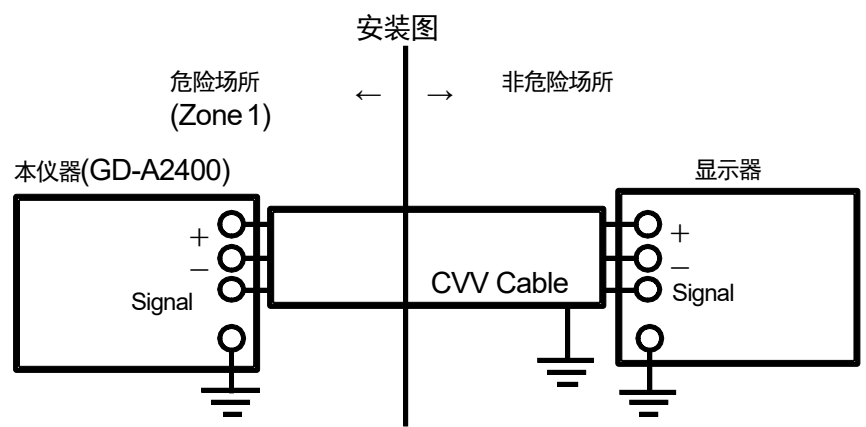 安装图
危险场所
(Zone 1)
← →
非危险场所
本仪器(GD-A2400)
显示器
+
−
Signal
CVV Cable
+
−
Signal